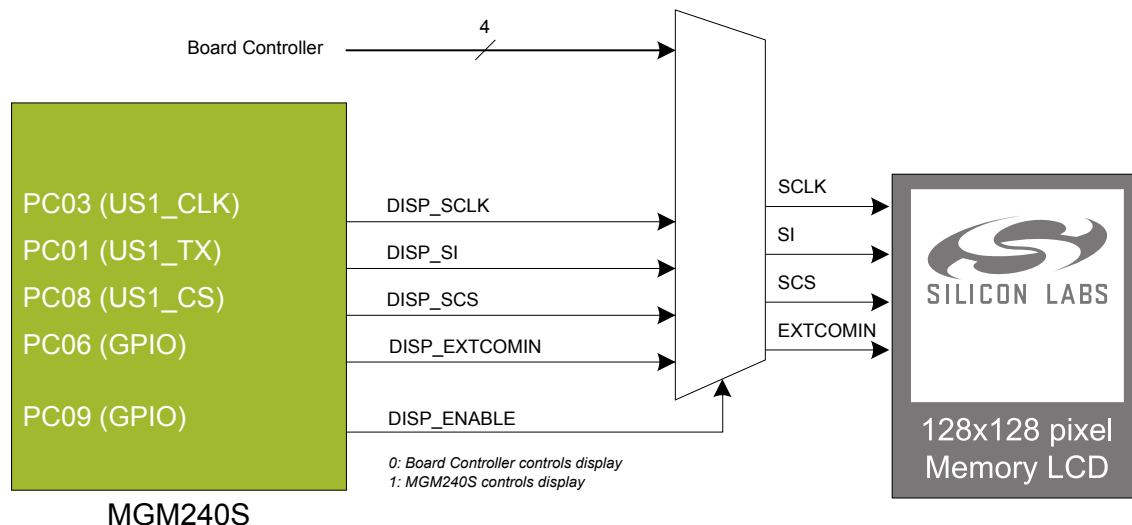 4
Board Controller
PC03 (US1_CLK)
DISP_SCLK
SCLK
PC01 (US1_TX)
DISP_SI
SI
PC08 (US1_CS)
DISP_SCS
SCS
PC06 (GPIO)
DISP_EXTCOMIN
EXTCOMIN
PC09 (GPIO)
DISP_ENABLE
SILICON LABS
128x128 pixel
Memory LCD
0: Board Controller controls display
1: MGM240S controls display
MGM240S